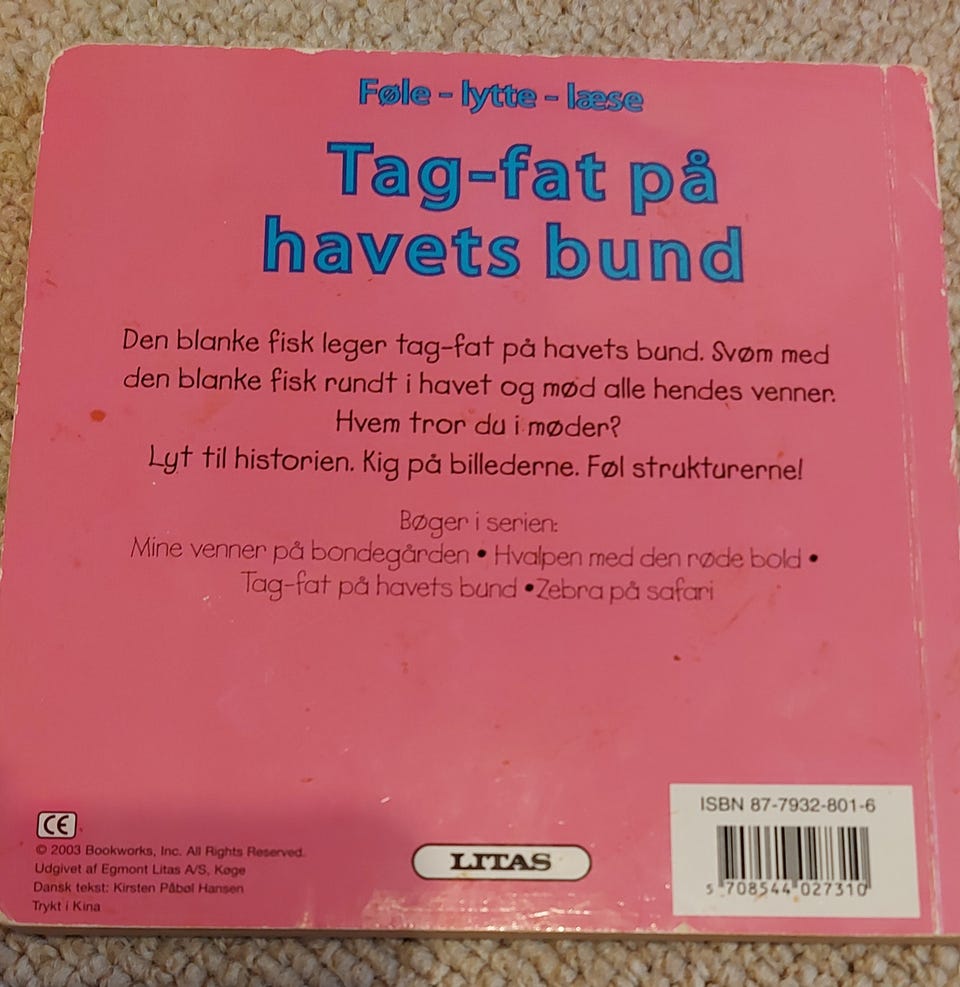 Føle - lytte - læse
Tag-fat på
havets bund
Den blanke fisk leger tag-fat på havets bund. Svøm med
den blanke fisk rundt i havet og mød alle hendes venner.
Hvem tror du i møder?
Lyt til historien. Kig på billederne. Føl strukturerne!
Bøger i serien:
Mine venner på bondegården • Hvalpen med den røde bold •
Tag-fat på havets bund • Zebra på safari
CE
© 2003 Bookworks, Inc. All Rights Reserved.
Udgivet af Egmont Litas A/S, Køge
Dansk tekst: Kirsten Påbøl Hansen
Trykt i Kina
LITAS
ISBN 87-7932-801-6
5 708544 027310